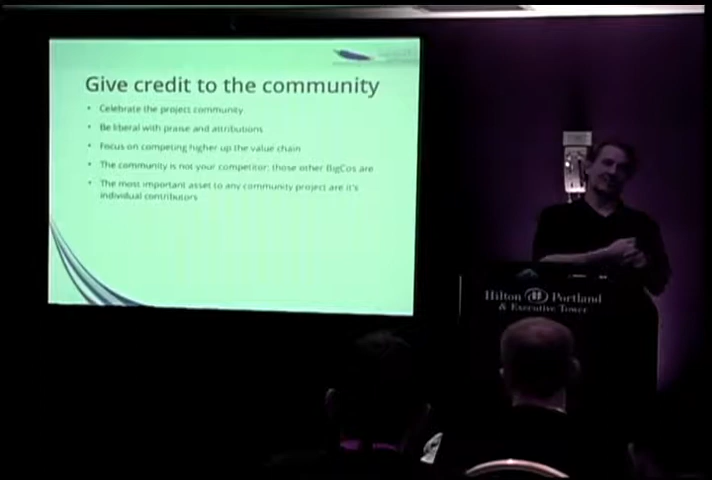 Give credit to the community
• Celebrate the project community
• Be liberal with praise and attributions
• Focus on competing higher up the value chain
• The community is not your competitor; those other BigCos are
• The most important asset to any community project are it's
individual contributors
Hilton Portland
& Executive Tower